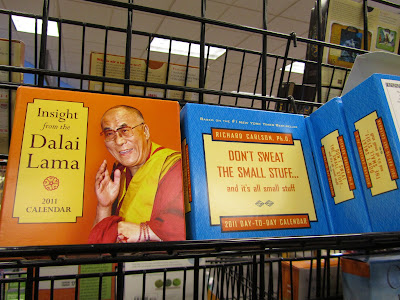 Insight
from the
Dalai
Lama
2011
CALENDAR
BASED ON THE #1 NEW YORK TIMES BESTSELLER
RICHARD CARLSON, Ph.D.
DON'T SWEAT
THE SMALL STUFF...
and it's all small stuff
2011 DAY-TO-DAY CALENDAR